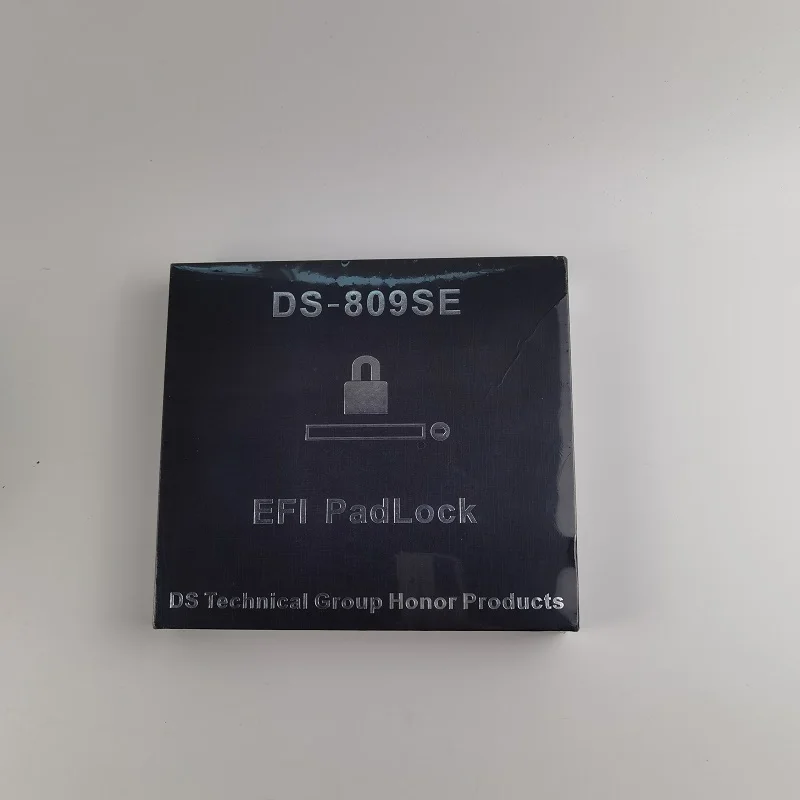 DS-809SE
EFI PadLock
DS Technical Group Honor Products